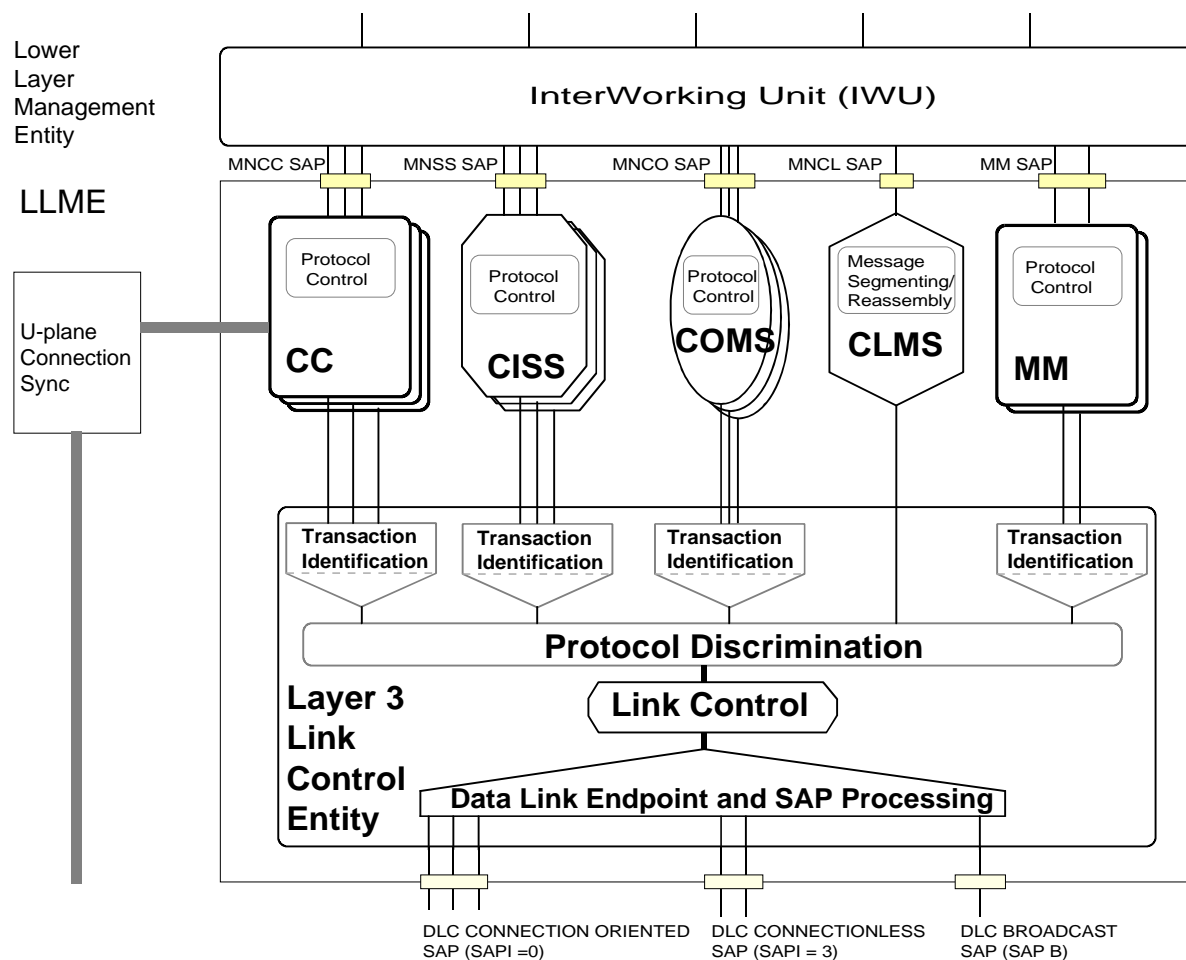 Lower
Layer
Management
Entity
LLME
InterWorking Unit (IWU)
MNCC SAP
MNSS SAP
MNCO SAP
MNCL SAP
MM SAP
Protocol
Control
CC
Protocol
Control
CISS
Protocol
Control
COMS
Message
Segmenting/
Reassembly
CLMS
Protocol
Control
MM
U-plane
Connection
Sync
Transaction
Identification
Transaction
Identification
Transaction
Identification
Transaction
Identification
Protocol Discrimination
Link Control
Layer 3
Link
Control
Entity
Data Link Endpoint and SAP Processing
DLC CONNECTION ORIENTED
SAP (SAPI =0)
DLC CONNECTIONLESS
SAP (SAPI = 3)
DLC BROADCAST
SAP (SAP B)